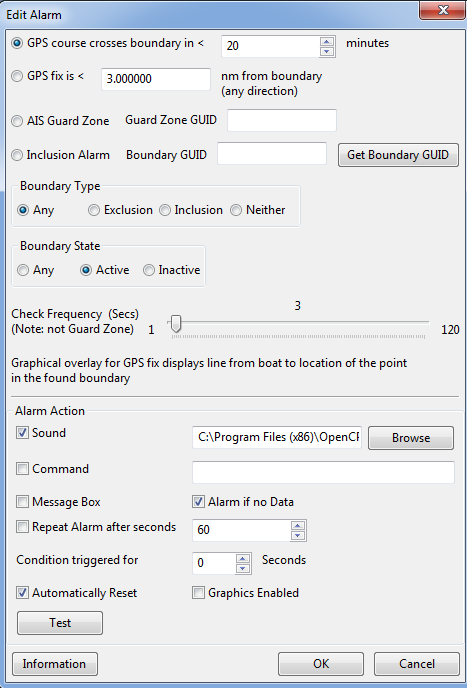 Edit Alarm
GPS course crosses boundary in < 20 minutes
GPS fix is < 3.000000 nm from boundary
(any direction)
AIS Guard Zone Guard Zone GUID
Inclusion Alarm Boundary GUID Get Boundary GUID
Boundary Type
Any Exclusion Inclusion Neither
Boundary State
Any Active Inactive
3
Check Frequency (Secs)
(Note: not Guard Zone) 1 120
Graphical overlay for GPS fix displays line from boat to location of the point
in the found boundary
Alarm Action
Sound C:\Program Files (x86)\OpenCP Browse
Command
Message Box Alarm if no Data
Repeat Alarm after seconds 60
Condition triggered for 0 Seconds
Automatically Reset Graphics Enabled
Test
Information OK Cancel